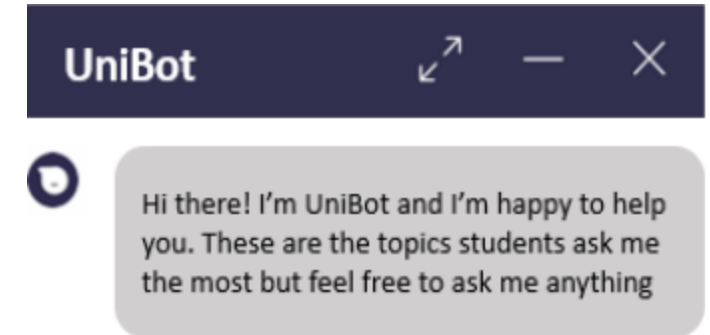 UniBot
Hi there! I'm UniBot and I'm happy to help
you. These are the topics students ask me
the most but feel free to ask me anything